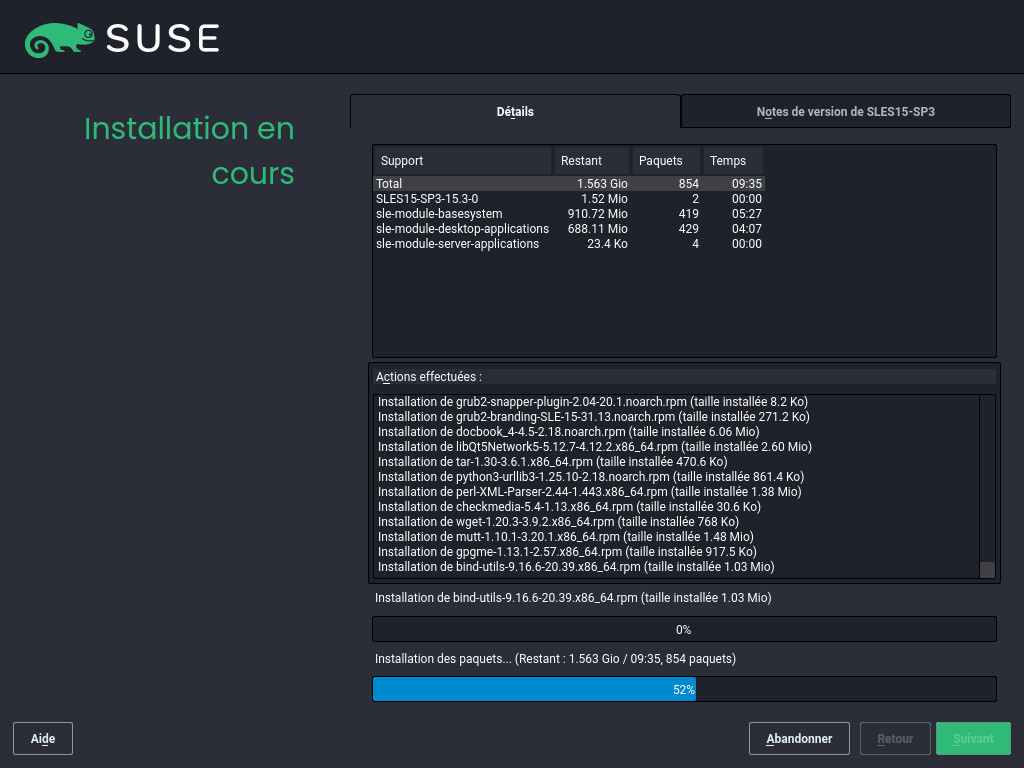 SUSE
Installation en
cours
Détails
Notes de version de SLES15-SP3
Support Restant Paquets Temps
Total 1.563 Gio 854 09:35
SLES15-SP3-15.3-0 1.52 Mio 2 00:00
sle-module-basesystem 910.72 Mio 419 05:27
sle-module-desktop-applications 688.11 Mio 429 04:07
sle-module-server-applications 23.4 Ko 4 00:00
Actions effectuées :
Installation de grub2-snapper-plugin-2.04-20.1.noarch.rpm (taille installée 8.2 Ko)
Installation de grub2-branding-SLE-15-31.13.noarch.rpm (taille installée 271.2 Ko)
Installation de docbook_4-4.5-2.18.noarch.rpm (taille installée 6.06 Mio)
Installation de libQt5Network5-5.12.7-4.12.2.x86_64.rpm (taille installée 2.60 Mio)
Installation de tar-1.30-3.6.1.x86_64.rpm (taille installée 470.6 Ko)
Installation de python3-urllib3-1.25.10-2.18.noarch.rpm (taille installée 861.4 Ko)
Installation de perl-XML-Parser-2.44-1.443.x86_64.rpm (taille installée 1.38 Mio)
Installation de checkmedia-5.4-1.13.x86_64.rpm (taille installée 30.6 Ko)
Installation de wget-1.20.3-3.9.2.x86_64.rpm (taille installée 768 Ko)
Installation de mutt-1.10.1-3.20.1.x86_64.rpm (taille installée 1.48 Mio)
Installation de gpgme-1.13.1-2.57.x86_64.rpm (taille installée 917.5 Ko)
Installation de bind-utils-9.16.6-20.39.x86_64.rpm (taille installée 1.03 Mio)
Installation de bind-utils-9.16.6-20.39.x86_64.rpm (taille installée 1.03 Mio)
0%
Installation des paquets... (Restant : 1.563 Gio / 09:35, 854 paquets)
52%
Aide
Abandonner
Retour
Suivant